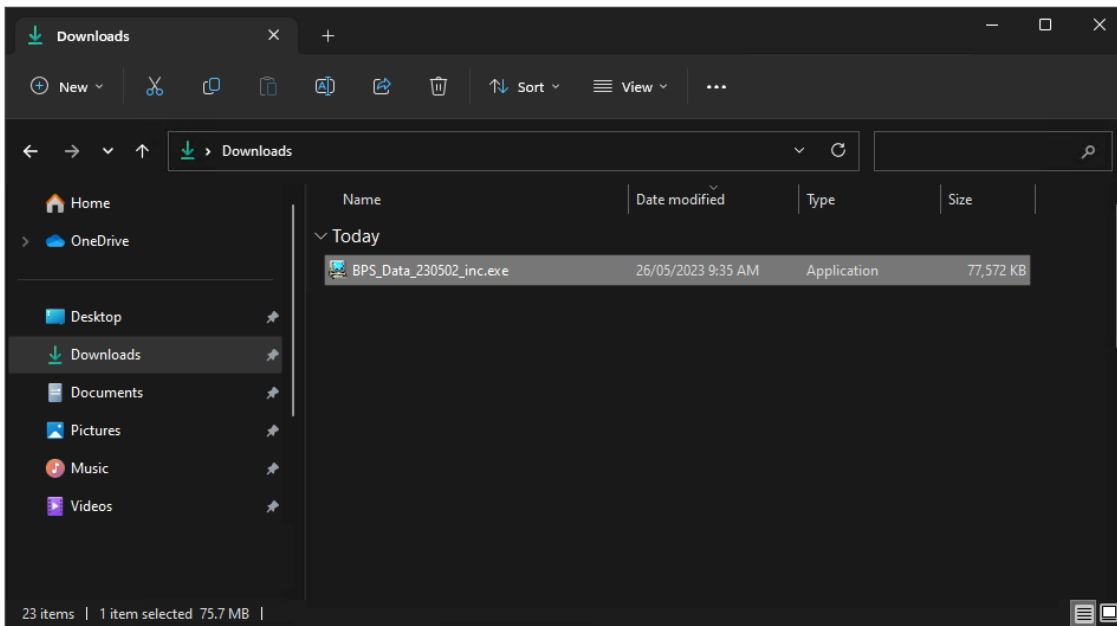 Downloads
New
Sort
View
Downloads
Home
OneDrive
Desktop
Downloads
Documents
Pictures
Music
Videos
Name Date modified Type Size
Today
BPS_Data_230502_inc.exe 26/05/2023 9:35 AM Application 77,572 KB
23 items | 1 item selected 75.7 MB |